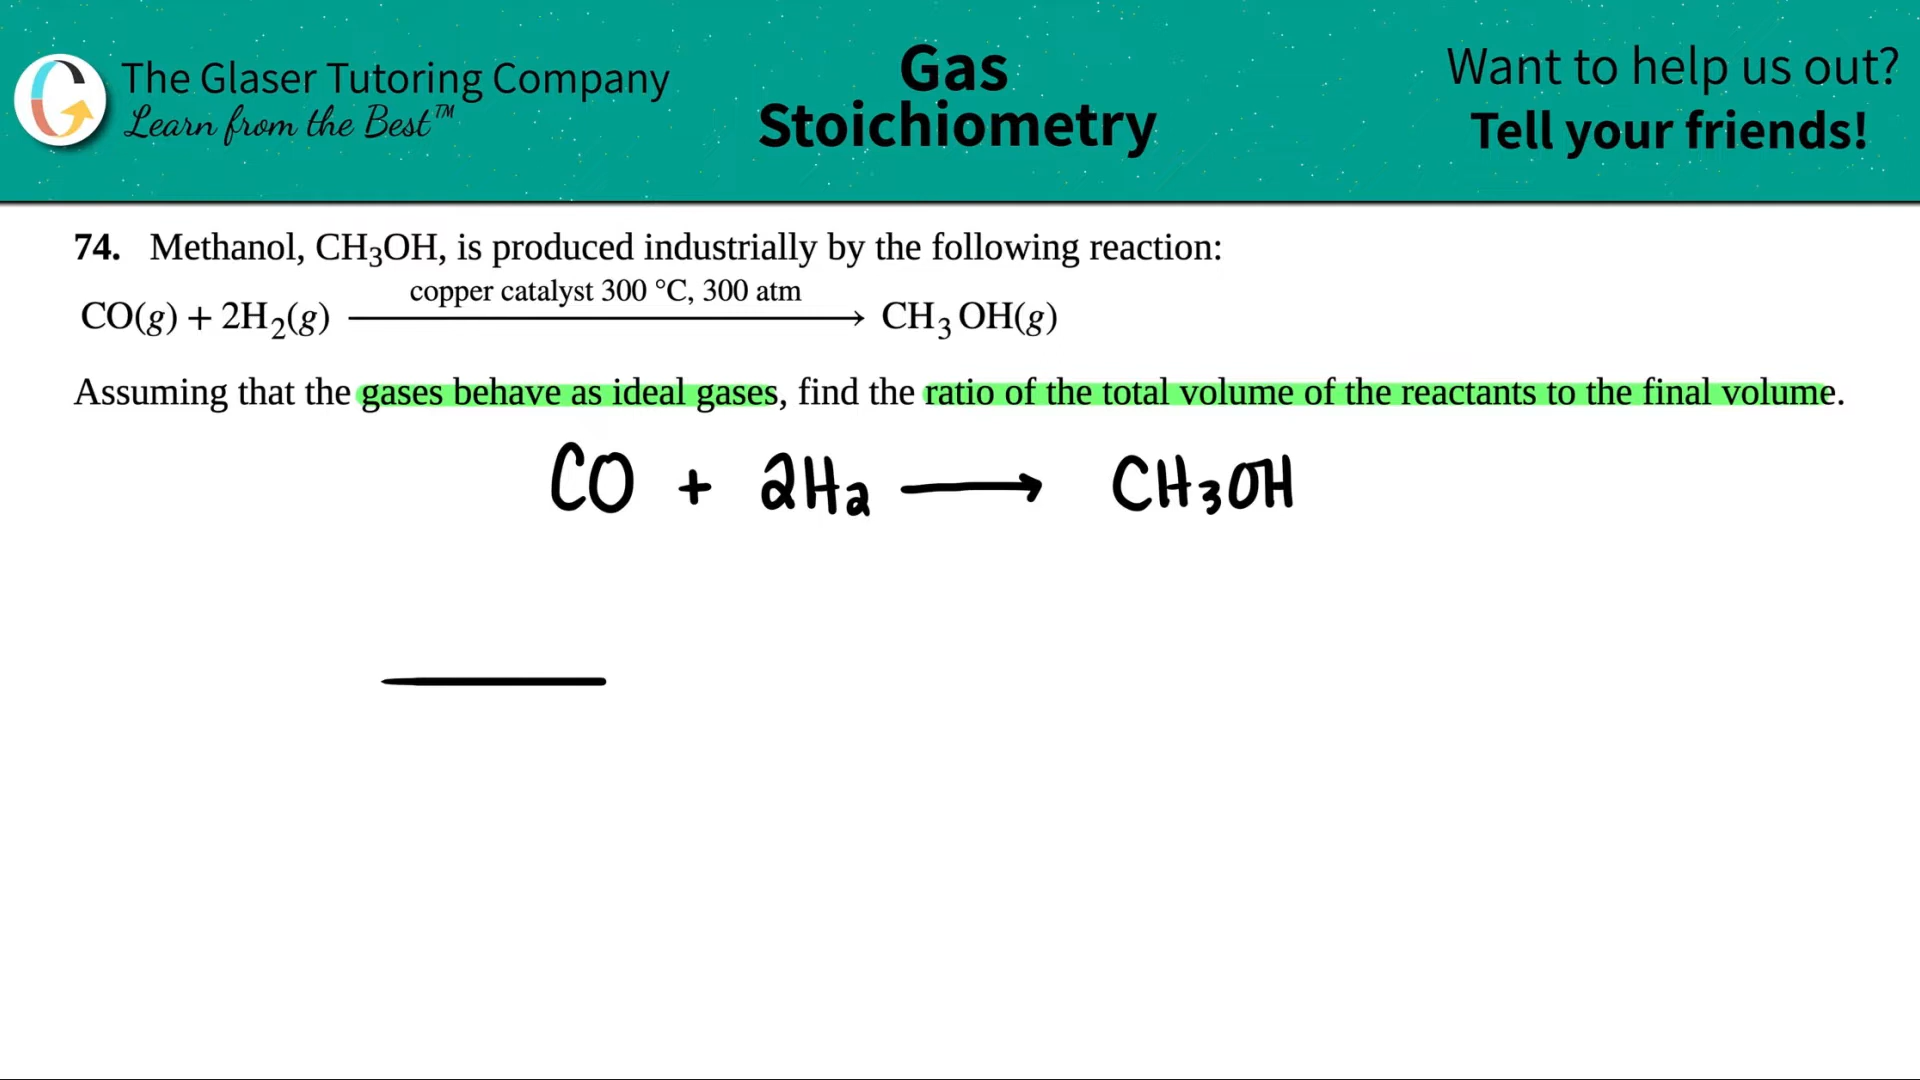 The Glaser Tutoring Company
Learn from the Best™
Gas
Stoichiometry
Want to help us out?
Tell your friends!
74. Methanol, CH₃OH, is produced industrially by the following reaction:
copper catalyst 300 °C, 300 atm
CO(g) + 2H₂(g) ⟶ CH₃OH(g)
Assuming that the gases behave as ideal gases, find the ratio of the total volume of the reactants to the final volume.
CO + 2H₂ ⟶ CH₃OH